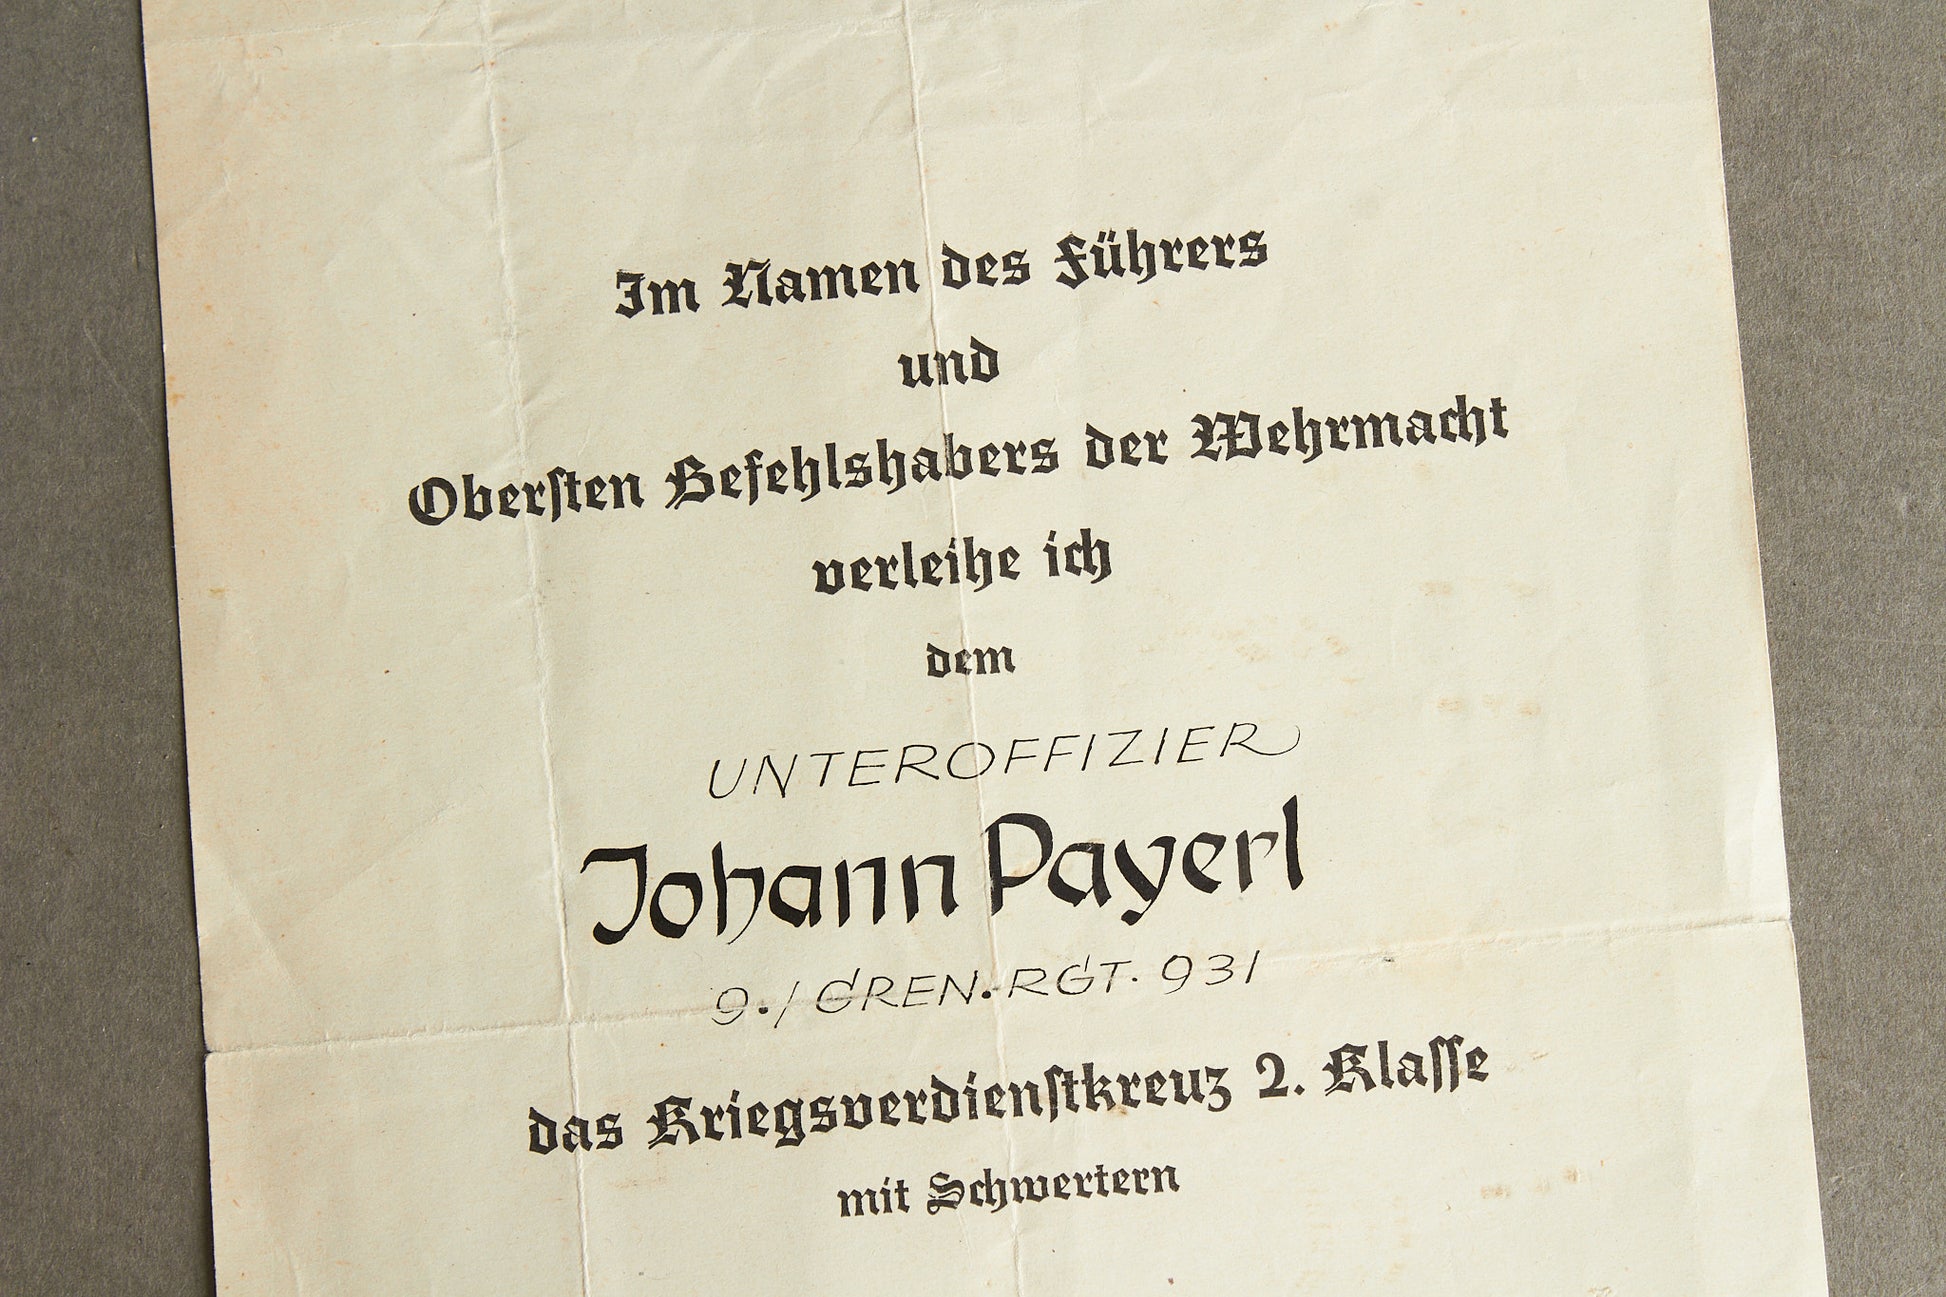 Im Namen des Führers
und
Oberſten Befehlshabers der Wehrmacht
verleihe ich
dem
UNTEROFFIZIER
Johann Payerl
9./GREN.-RGT. 931
das Kriegsverdienſtkreuz 2. Klaſſe
mit Schwertern